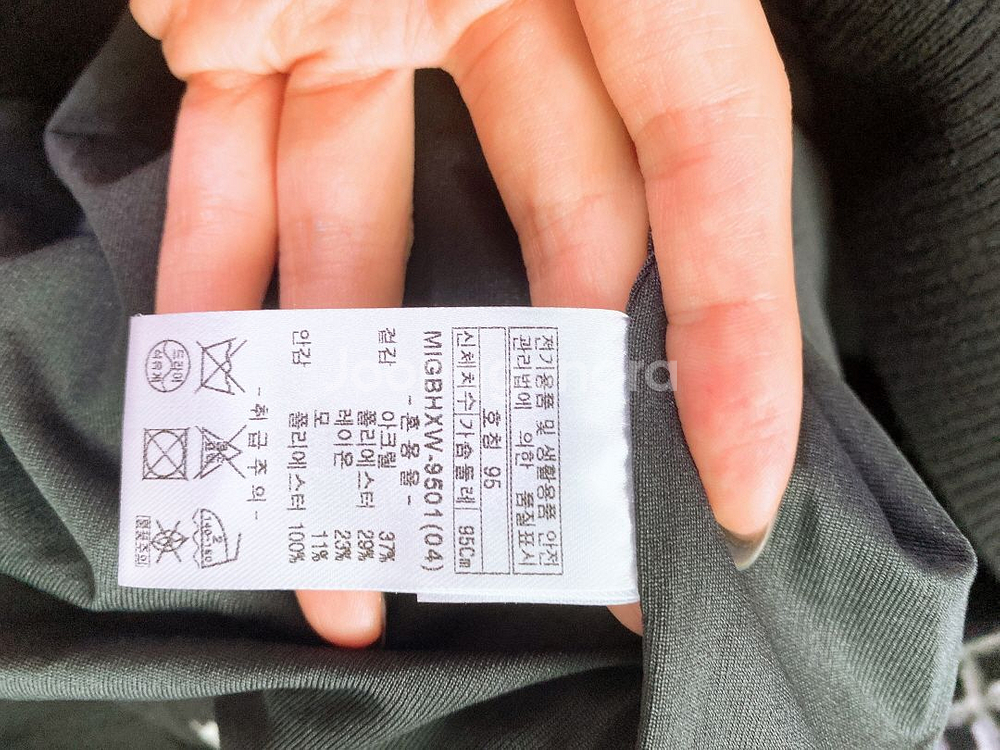 전기용품 및 생활용품 안전
관리법에 의한 품질표시
호칭 95
신체치수 가슴둘레 95Cm
MIGBHXW-9501(04)
-혼용율-
겉감 아크릴 37%
폴리에스터 29%
레이온 23%
모 11%
안감 폴리에스터 100%
-취급주의-
2
140-160
드라이